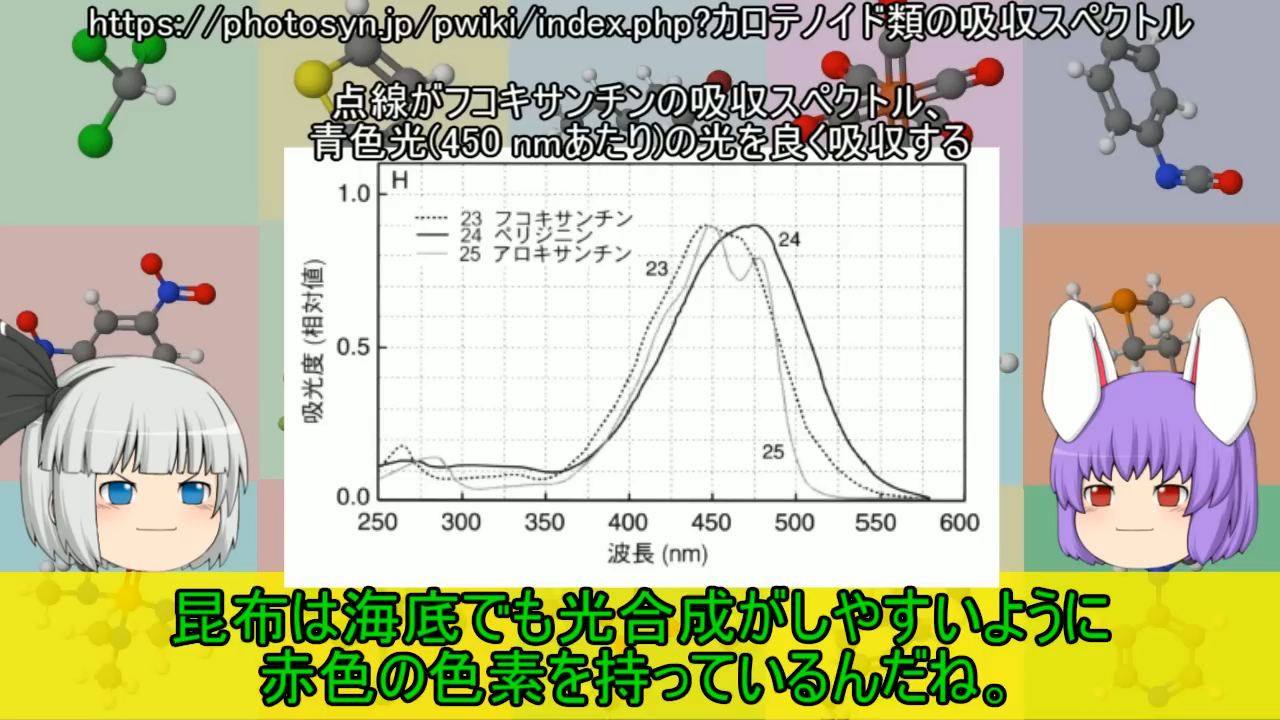 https://photosyn.jp/pwiki/index.php?カロテノイド類の吸収スペクトル
点線がフコキサンチンの吸収スペクトル、
青色光(450 nmあたり)の光を良く吸収する
H
1.0
23 フコキサンチン
24 ペリジニン
25 アロキサンチン
24
23
0.5
吸光度 (相対値)
25
0.0
250 300 350 400 450 500 550 600
波長 (nm)
昆布は海底でも光合成がしやすいように
赤色の色素を持っているんだね。